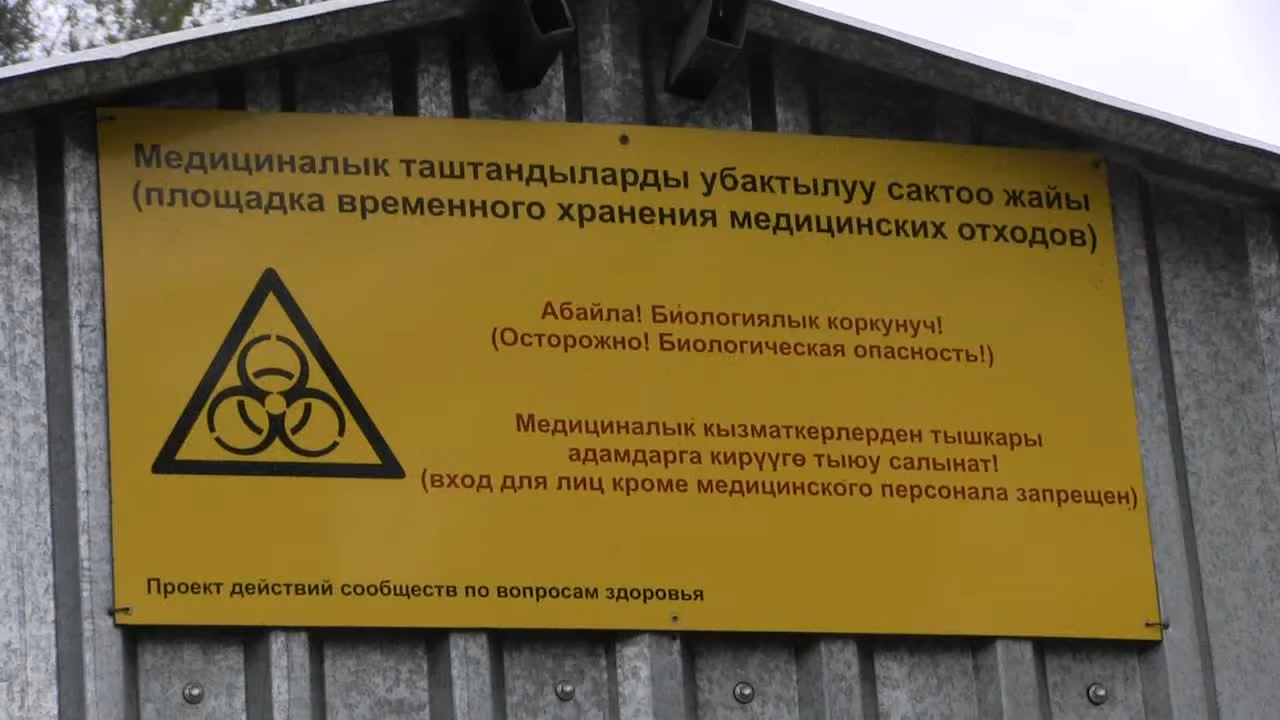 Медициналык таштандыларды убактылуу сактоо жайы
(площадка временного хранения медицинских отходов)
Абайла! Биологиялык коркунуч!
(Осторожно! Биологическая опасность!)
Медициналык кызматкерлерден тышкары
адамдарга кирүүгө тыюу салынат!
(вход для лиц кроме медицинского персонала запрещен)
Проект действий сообществ по вопросам здоровья